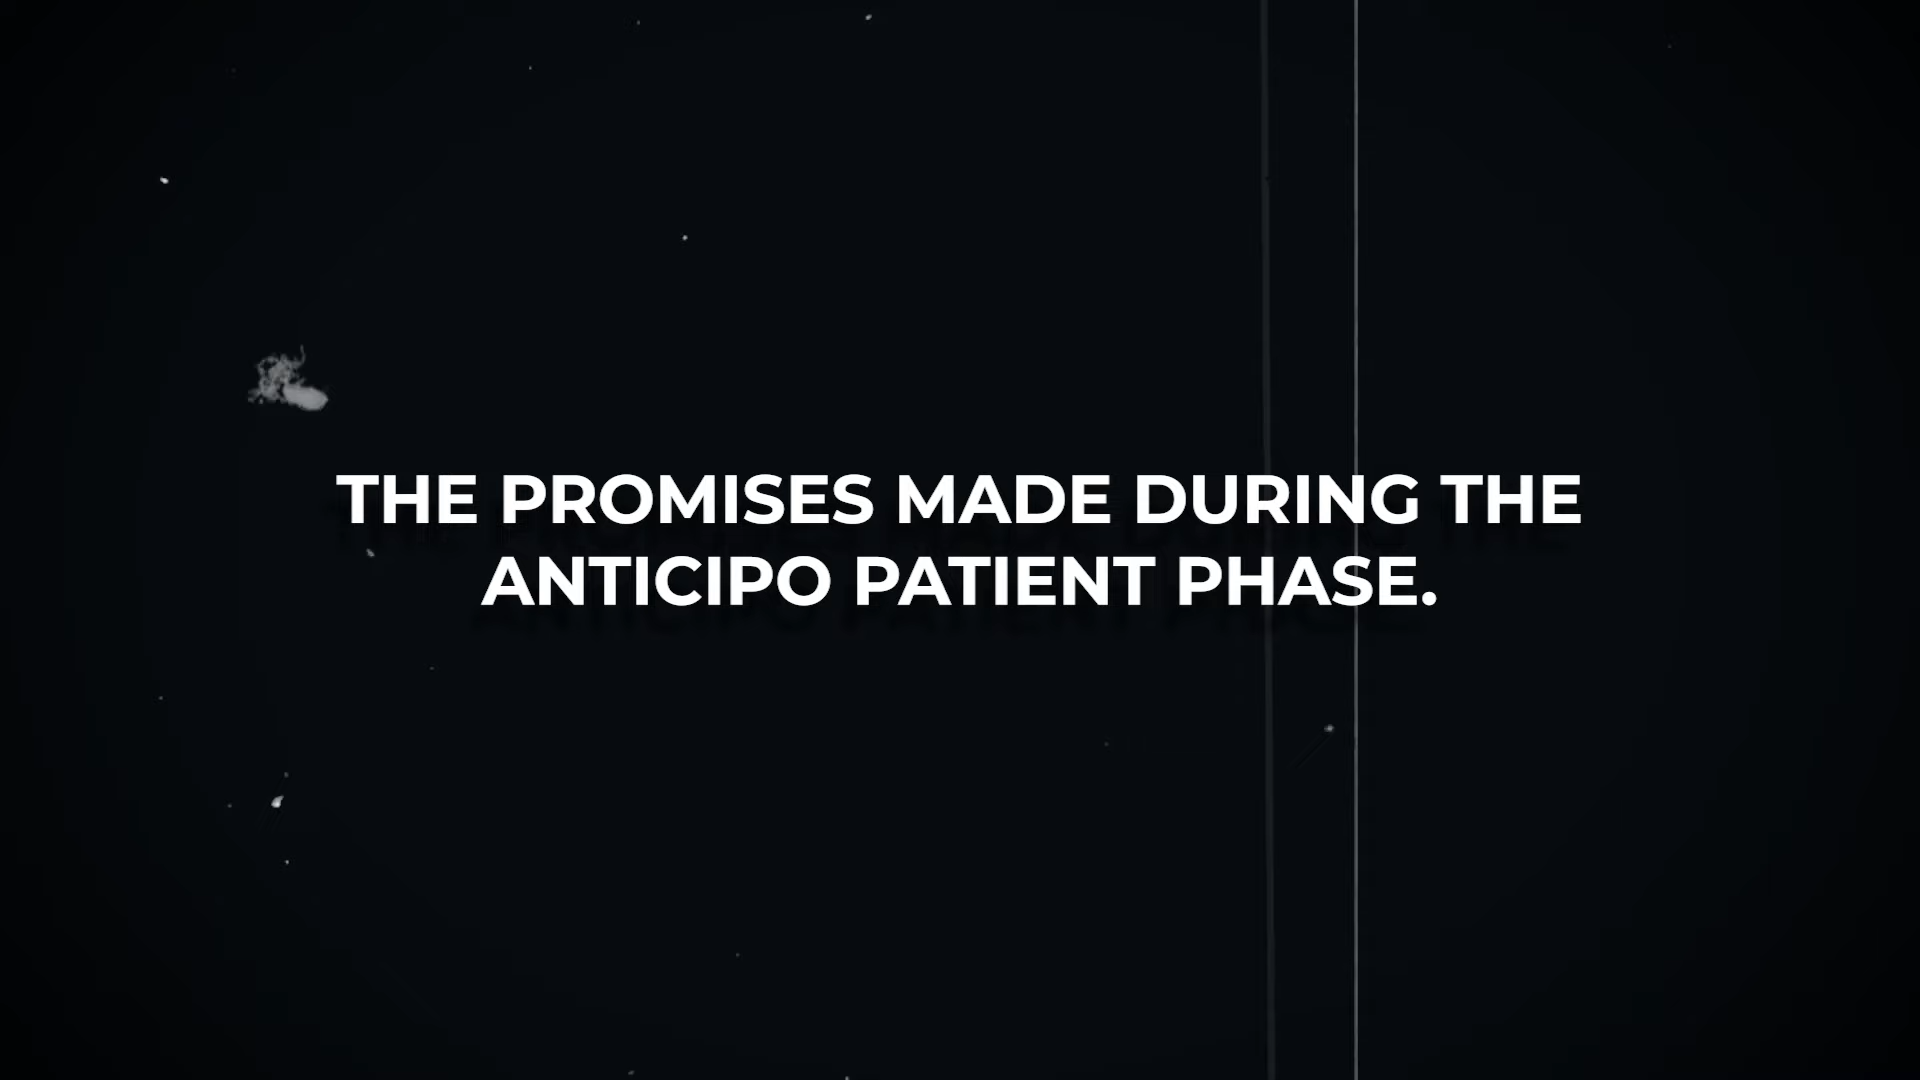 THE PROMISES MADE DURING THE
ANTICIPO PATIENT PHASE.